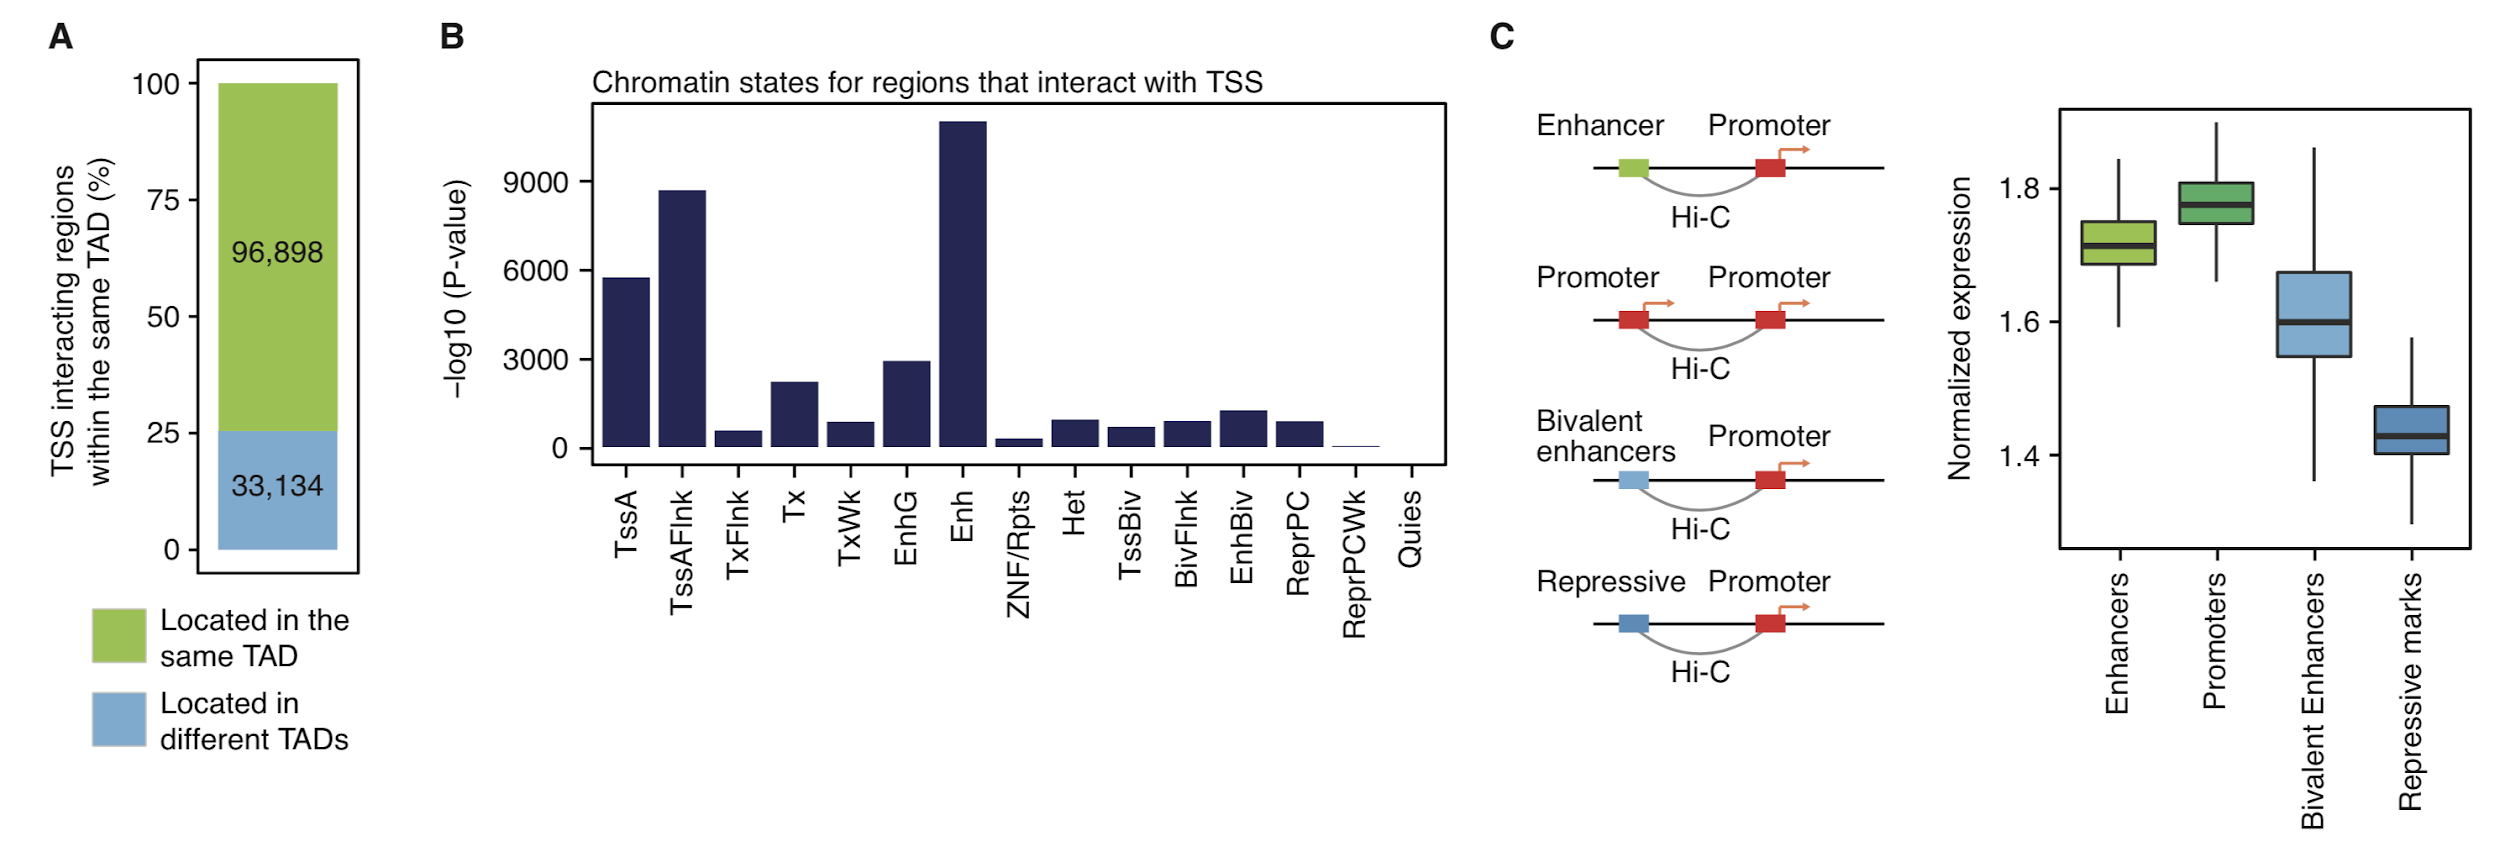 A
TSS interacting regions
within the same TAD (%)
100
75
50
25
0
96,898
33,134
Located in the
same TAD
Located in
different TADs
B
Chromatin states for regions that interact with TSS
–log10 (P-value)
9000
6000
3000
0
TssA
TssAFlnk
TxFlnk
Tx
TxWk
EnhG
Enh
ZNF/Rpts
Het
TssBiv
BivFlnk
EnhBiv
ReprPC
ReprPCWk
Quies
C
Enhancer Promoter
Hi-C
Promoter Promoter
Hi-C
Bivalent
enhancers Promoter
Hi-C
Repressive Promoter
Hi-C
Normalized expression
1.8
1.6
1.4
Enhancers
Promoters
Bivalent Enhancers
Repressive marks